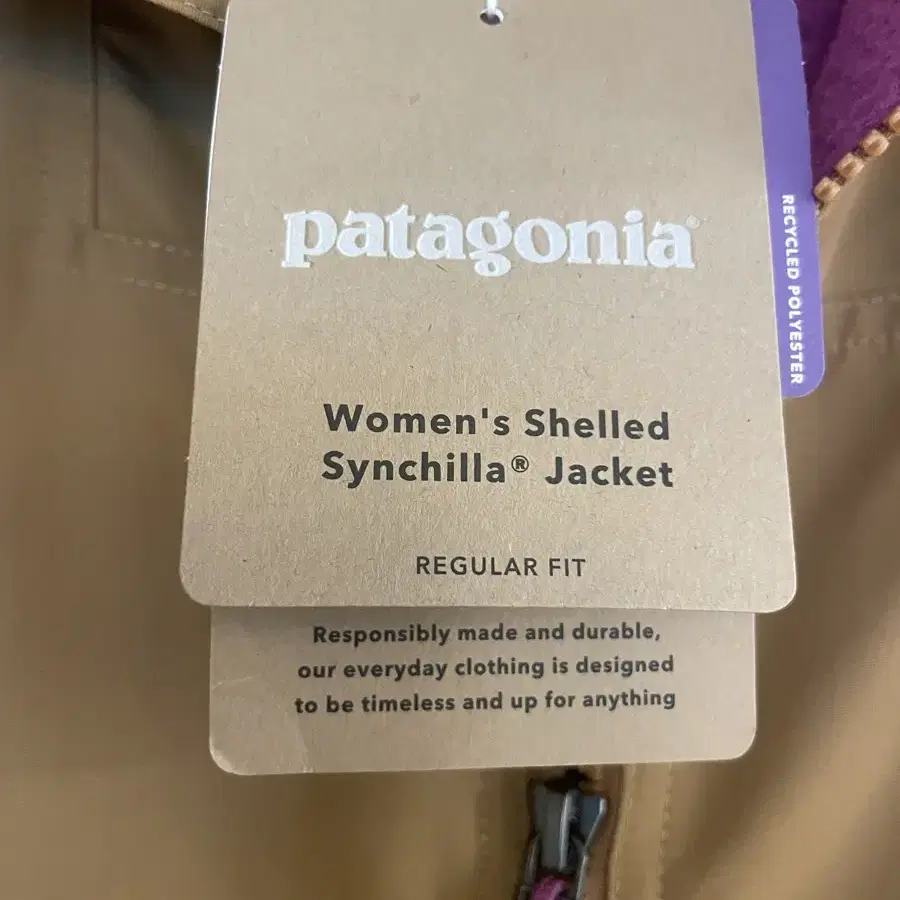 patagonia®
RECYCLED POLYESTER
Women's Shelled
Synchilla® Jacket
REGULAR FIT
Responsibly made and durable,
our everyday clothing is designed
to be timeless and up for anything